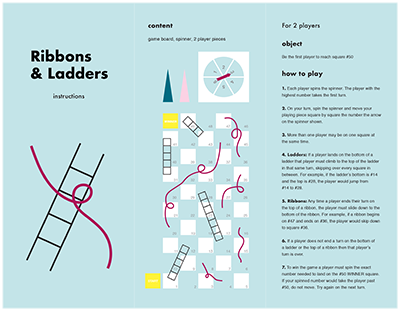 Ribbons
& Ladders
instructions
content
game board, spinner, 2 player pieces
For 2 players
object
Be the first player to reach square #50
how to play
1. Each player spins the spinner. The player with the
highest number takes the first turn.
2. On your turn, spin the spinner and move your
playing piece square by square the number the arrow
on the spinner shows.
3. More than one player may be on one square at
the same time.
4. Ladders: If a player lands on the bottom of a
ladder that player must climb to the top of the ladder
in that same turn, skipping over every square in
between. For example, if the ladder's bottom is #14
and the top is #28, the player would jump from
#14 to #28.
5. Ribbons: Any time a player ends their turn on
the top of a ribbon, the player must slide down to the
bottom of the ribbon. For example, if a ribbon begins
on #47 and ends on #36, the player would skip down
to square #36.
6. If a player does not end a turn on the bottom of
a ladder or the top of a ribbon then that player's
turn is over.
7. To win the game a player must spin the exact
number needed to land on the #50 WINNER square.
If your spinned number would take the player past
#50, do not move. Try again on the next turn.